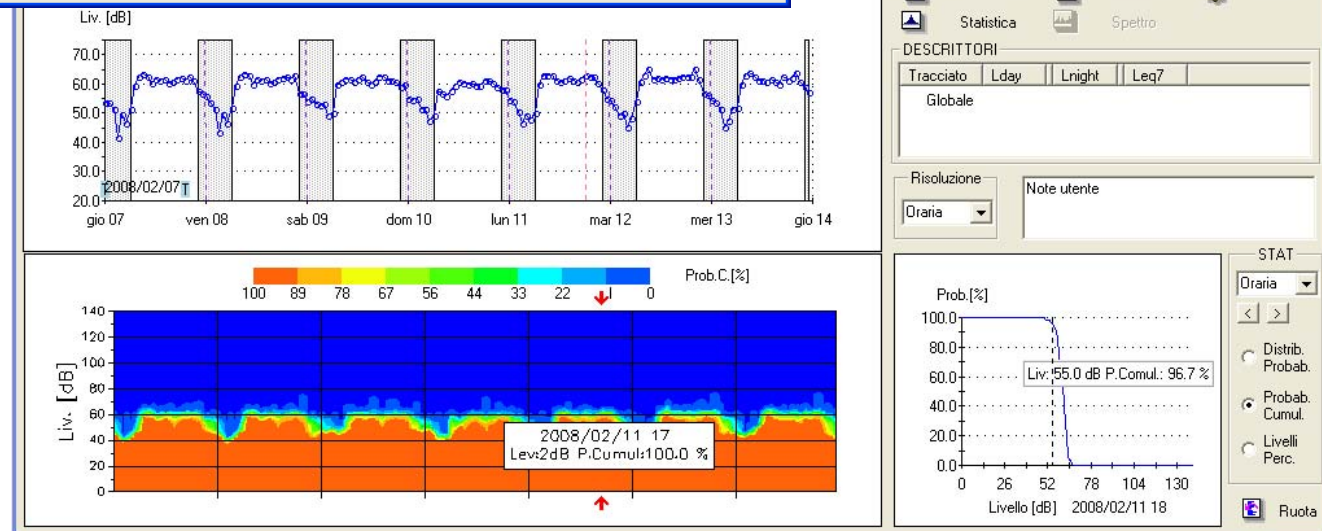 Liv. [dB]
70.0
60.0
50.0
40.0
30.0
20.0
2008/02/07
T
gio 07 ven 08 sab 09 dom 10 lun 11 mar 12 mer 13 gio 14
Statistica Spettro
DESCRITTORI
Tracciato Lday Lnight Leq7
Globale
Risoluzione
Oraria
Note utente
100 89 78 67 56 44 33 22 0 Prob.C.[%]
Liv. [dB]
140
120
100
80
60
40
20
0
2008/02/11 17
Lev:2dB P.Cumul:100.0 %
Prob.[%]
100.0
80.0
60.0
40.0
20.0
0.0
Liv: 55.0 dB P.Comul.: 96.7 %
0 26 52 78 104 130
Livello [dB] 2008/02/11 18
STAT
Oraria
< >
Distrib.
Probab.
Probab.
Cumul.
Livelli
Perc.
Ruota